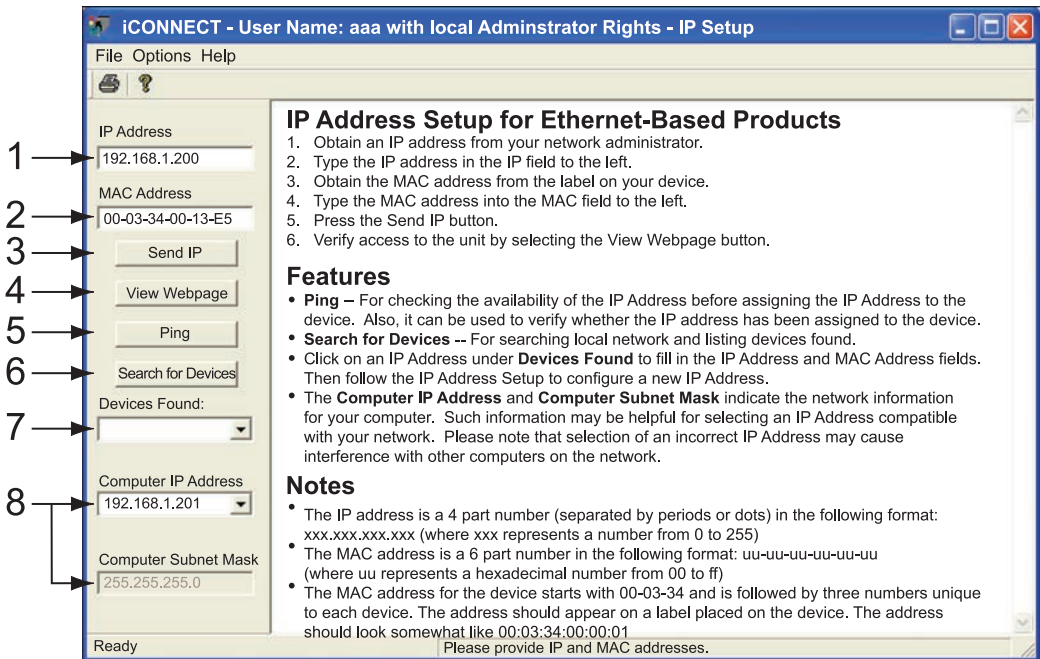 iCONNECT - User Name: aaa with local Adminstrator Rights - IP Setup
File Options Help
IP Address
1
192.168.1.200
MAC Address
2
00-03-34-00-13-E5
3
Send IP
4
View Webpage
5
Ping
6
Search for Devices
Devices Found:
7
Computer IP Address
8
192.168.1.201
Computer Subnet Mask
255.255.255.0
IP Address Setup for Ethernet-Based Products
1. Obtain an IP address from your network administrator.
2. Type the IP address in the IP field to the left.
3. Obtain the MAC address from the label on your device.
4. Type the MAC address into the MAC field to the left.
5. Press the Send IP button.
6. Verify access to the unit by selecting the View Webpage button.
Features
• Ping – For checking the availability of the IP Address before assigning the IP Address to the
device. Also, it can be used to verify whether the IP address has been assigned to the device.
• Search for Devices -- For searching local network and listing devices found.
• Click on an IP Address under Devices Found to fill in the IP Address and MAC Address fields.
Then follow the IP Address Setup to configure a new IP Address.
• The Computer IP Address and Computer Subnet Mask indicate the network information
for your computer. Such information may be helpful for selecting an IP Address compatible
with your network. Please note that selection of an incorrect IP Address may cause
interference with other computers on the network.
Notes
• The IP address is a 4 part number (separated by periods or dots) in the following format:
xxx.xxx.xxx.xxx (where xxx represents a number from 0 to 255)
• The MAC address is a 6 part number in the following format: uu-uu-uu-uu-uu-uu
(where uu represents a hexadecimal number from 00 to ff)
• The MAC address for the device starts with 00-03-34 and is followed by three numbers unique
to each device. The address should appear on a label placed on the device. The address
should look somewhat like 00:03:34:00:00:01
Ready
Please provide IP and MAC addresses.